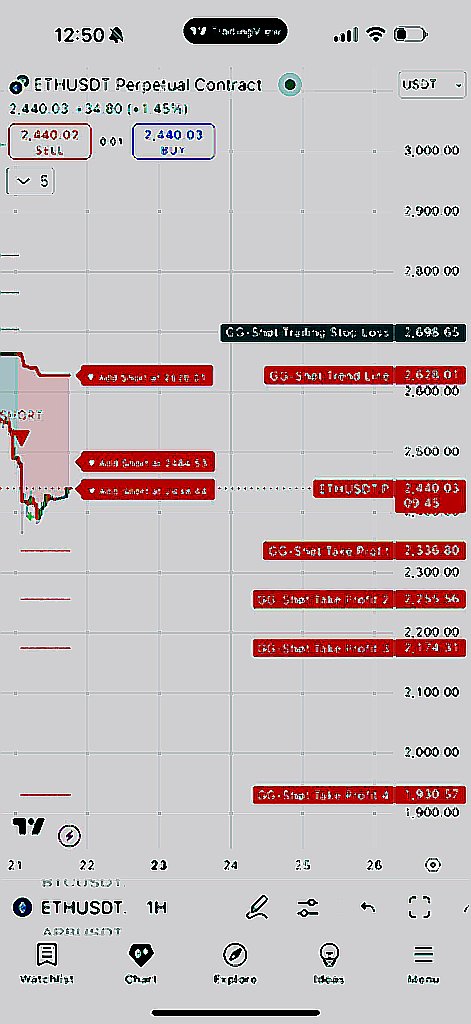 12:50
TradingView
ETHUSDT Perpetual Contract
USDT
2,440.03 +34.80 (+1.45%)
2,440.02
SELL
0.01
2,440.03
BUY
5
3,000.00
2,900.00
2,800.00
GG-Shot Trading Stop Loss 2,698.65
GG-Shot Trend Line 2,628.01
Add Short at 2628.01
2,600.00
SHORT
2,500.00
Add Short at 2484.53
ETHUSDT.P 2,440.03
09:45
Add Short at
GG-Shot Take Profit 1 2,336.80
2,300.00
GG-Shot Take Profit 2 2,255.56
2,200.00
GG-Shot Take Profit 3 2,174.31
2,100.00
2,000.00
GG-Shot Take Profit 4 1,930.57
1,900.00
21 22 23 24 25 26
BTCUSDT.
ETHUSDT. 1H
ARBUSDT
Watchlist Chart Explore Ideas Menu